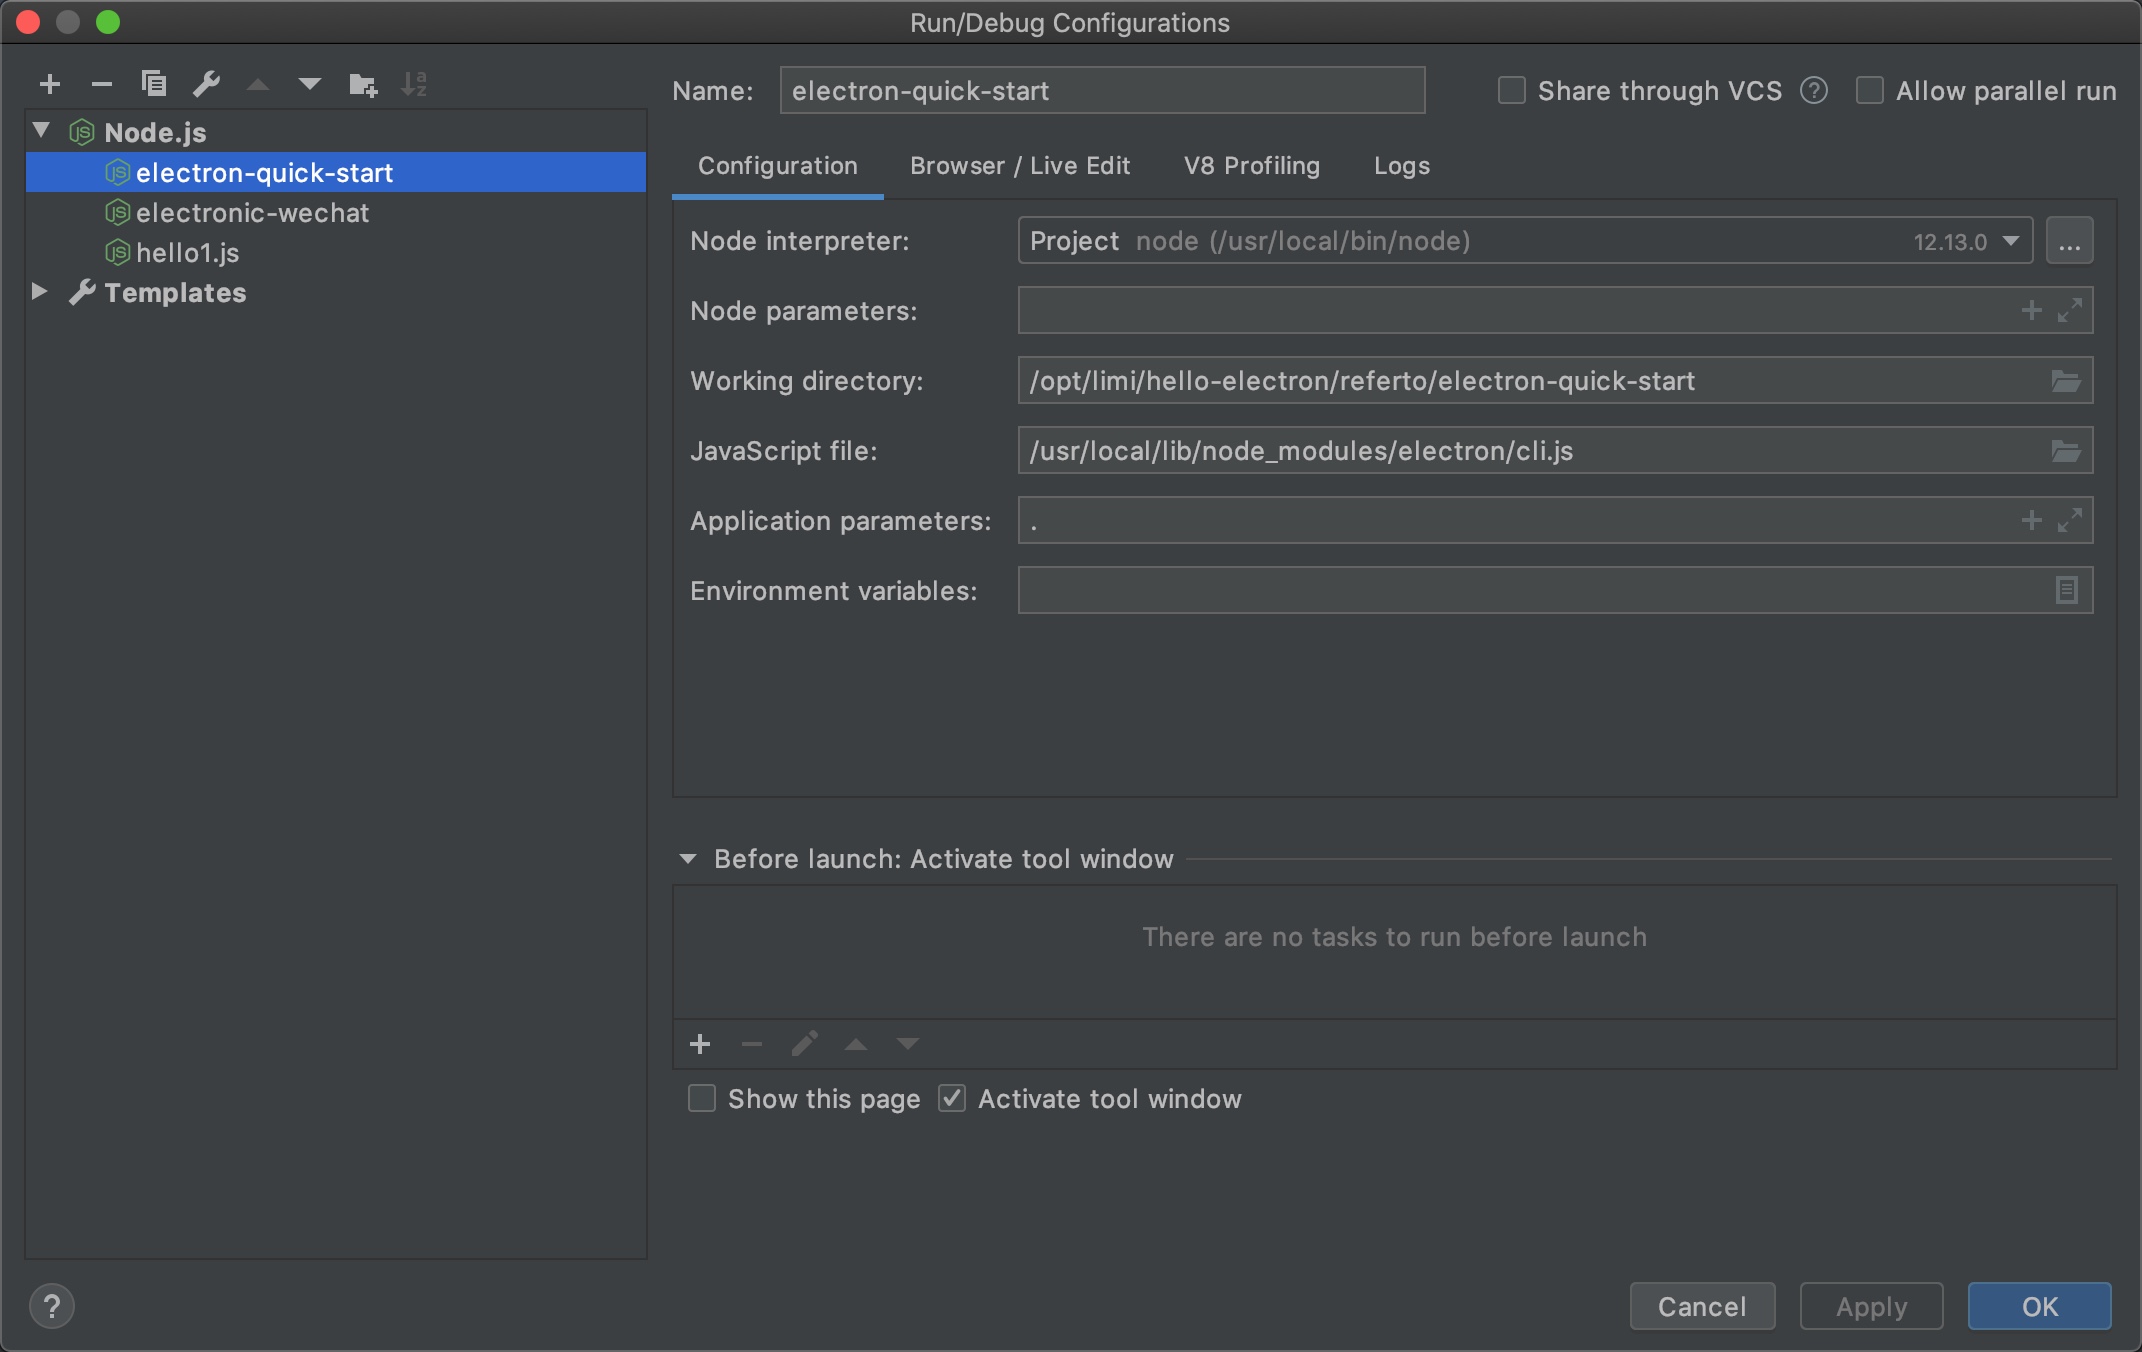 Run/Debug Configurations
Name: electron-quick-start Share through VCS ? Allow parallel run
Node.js
electron-quick-start
electronic-wechat
hello1.js
Templates
Configuration Browser / Live Edit V8 Profiling Logs
Node interpreter: Project node (/usr/local/bin/node) 12.13.0 ...
Node parameters:
Working directory: /opt/limi/hello-electron/referto/electron-quick-start
JavaScript file: /usr/local/lib/node_modules/electron/cli.js
Application parameters: .
Environment variables:
Before launch: Activate tool window
There are no tasks to run before launch
Show this page Activate tool window
? Cancel Apply OK